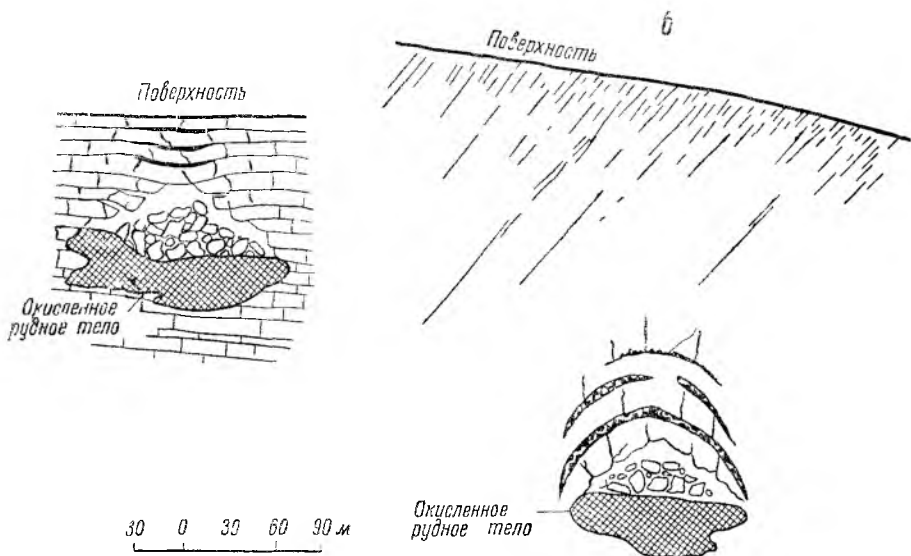 б
Поверхность
Поверхность
Окисленное
рудное тело
Окисленное
рудное тело
30 0 30 60 90 м